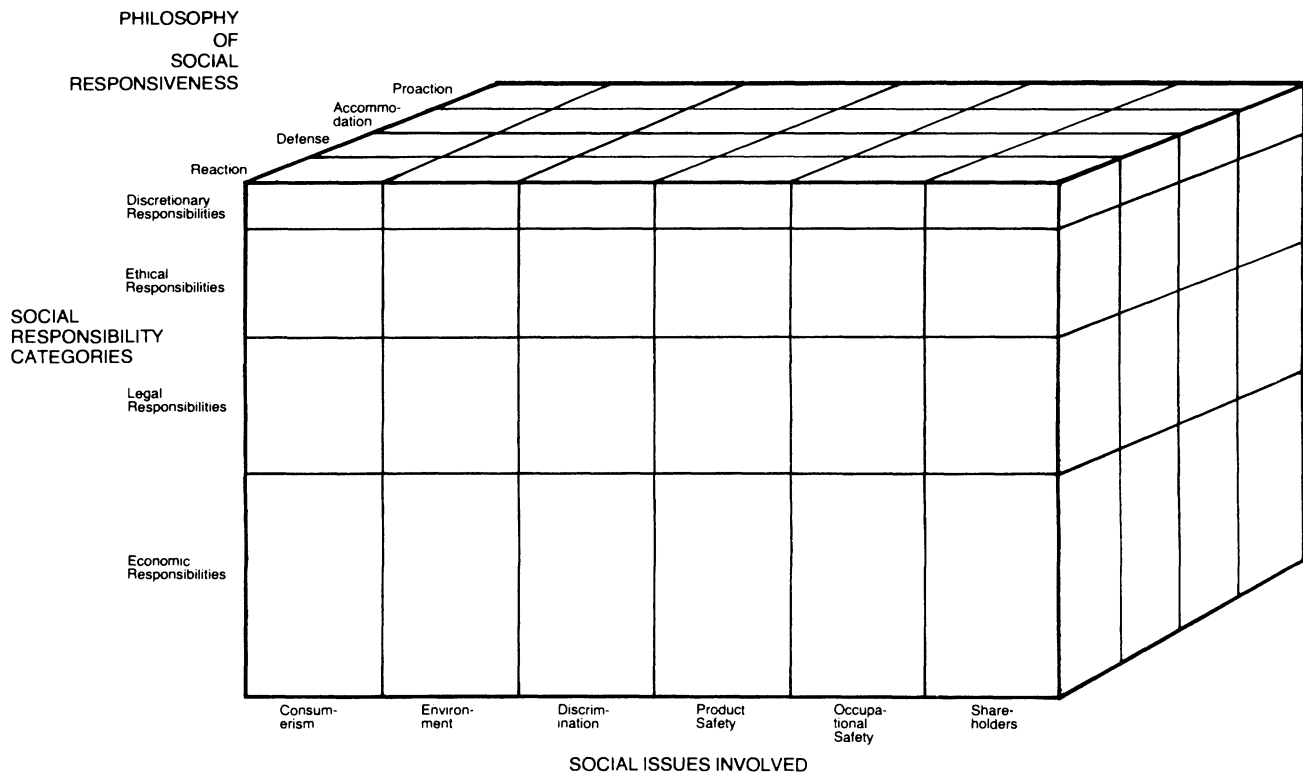 PHILOSOPHY
OF
SOCIAL
RESPONSIVENESS
Proaction
Accommo-
dation
Defense
Reaction
Discretionary
Responsibilities
Ethical
Responsibilities
SOCIAL
RESPONSIBILITY
CATEGORIES
Legal
Responsibilities
Economic
Responsibilities
Consum-
erism
Environ-
ment
Discrim-
ination
Product
Safety
Occupa-
tional
Safety
Share-
holders
SOCIAL ISSUES INVOLVED